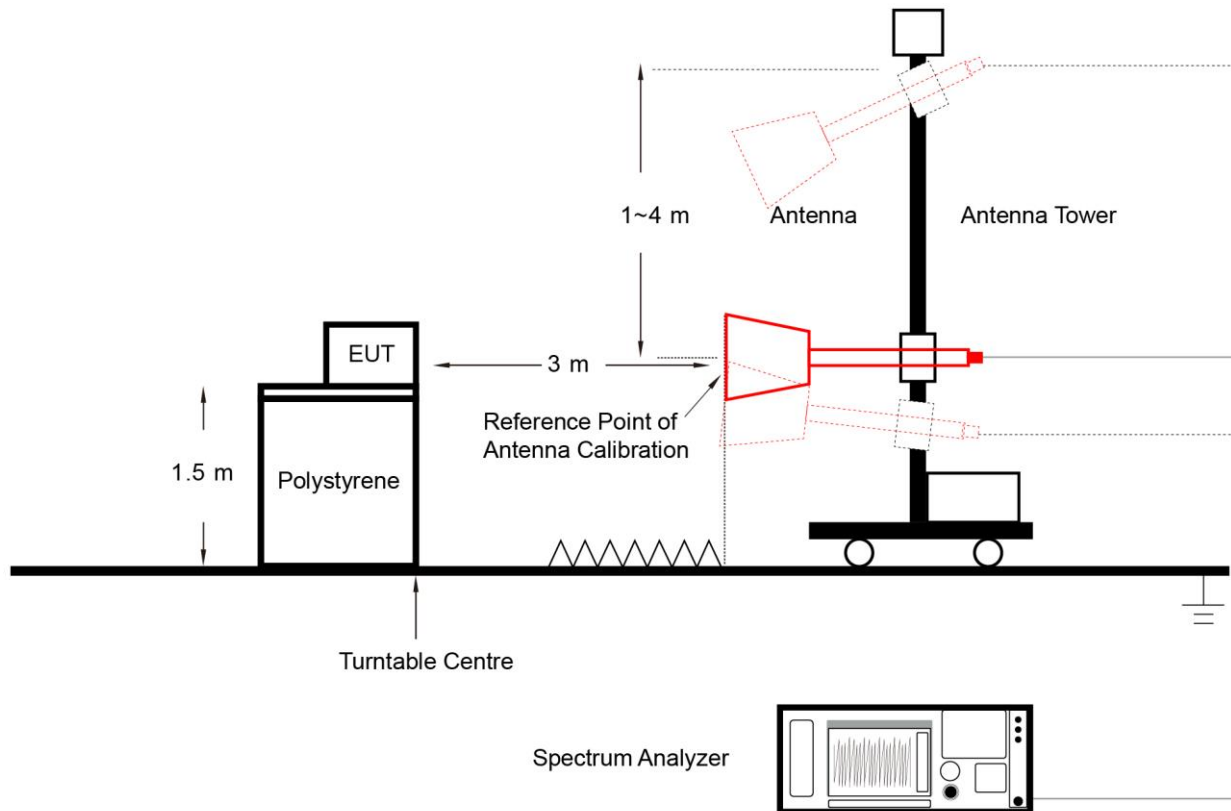 1~4 m
Antenna
Antenna Tower
EUT
3 m
Reference Point of
Antenna Calibration
1.5 m
Polystyrene
Turntable Centre
Spectrum Analyzer